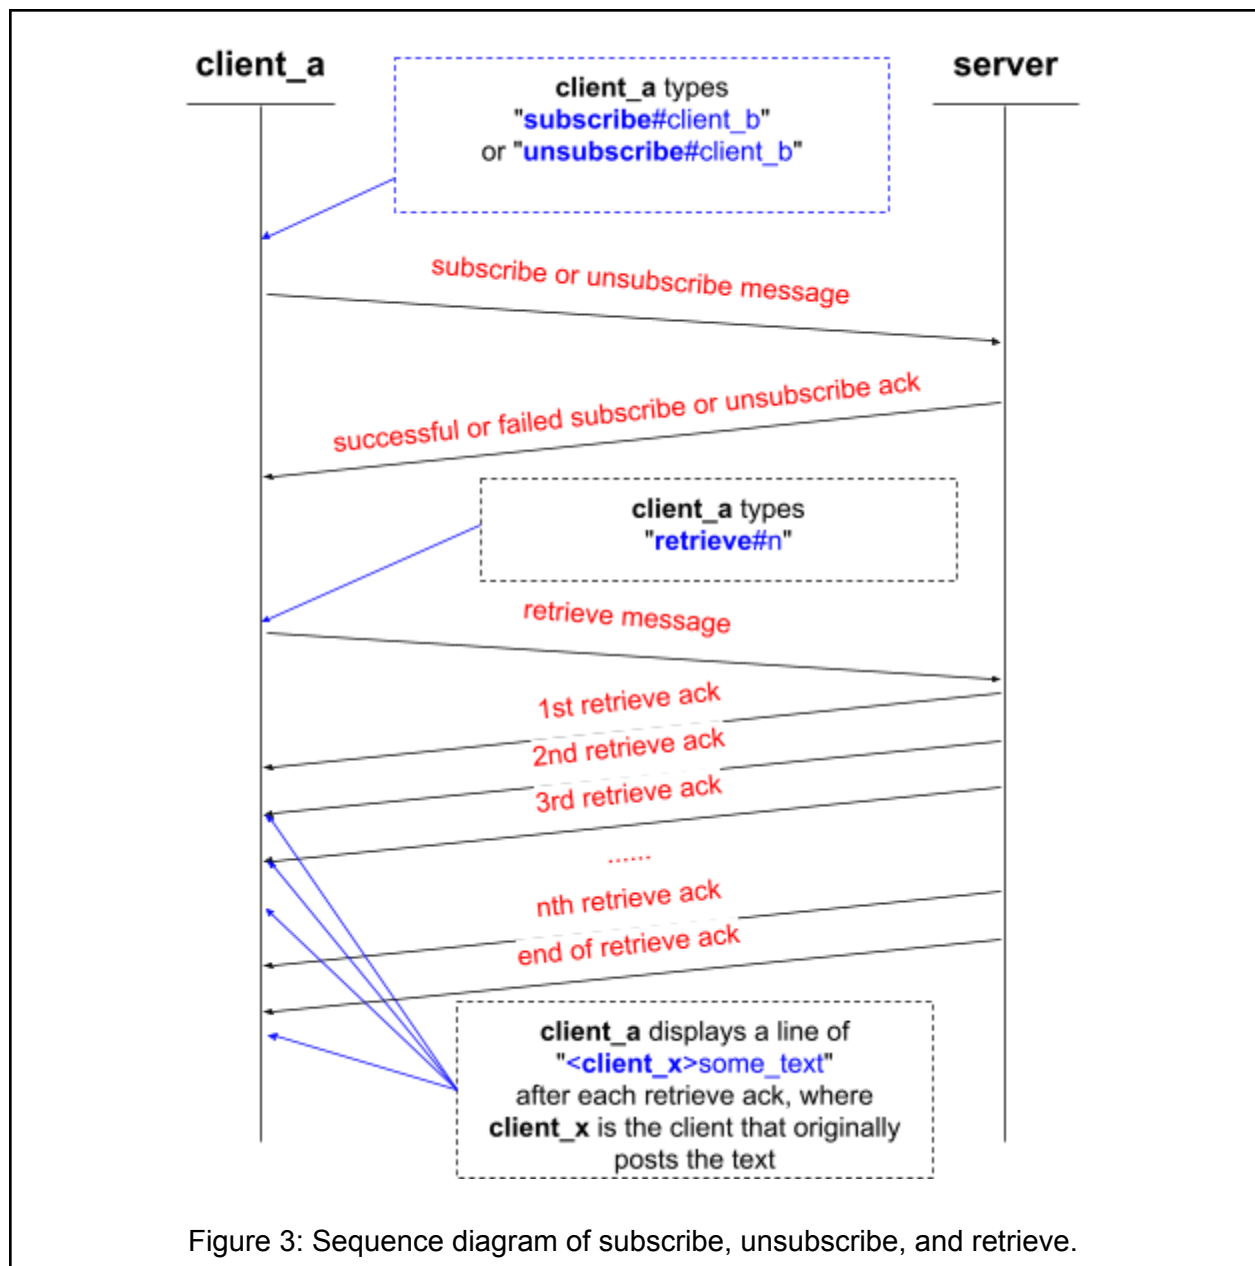 client_a
server
client_a types
"subscribe#client_b"
or "unsubscribe#client_b"
subscribe or unsubscribe message
successful or failed subscribe or unsubscribe ack
client_a types
"retrieve#n"
retrieve message
1st retrieve ack
2nd retrieve ack
3rd retrieve ack
......
nth retrieve ack
end of retrieve ack
client_a displays a line of
"<client_x>some_text"
after each retrieve ack, where
client_x is the client that originally
posts the text
Figure 3: Sequence diagram of subscribe, unsubscribe, and retrieve.